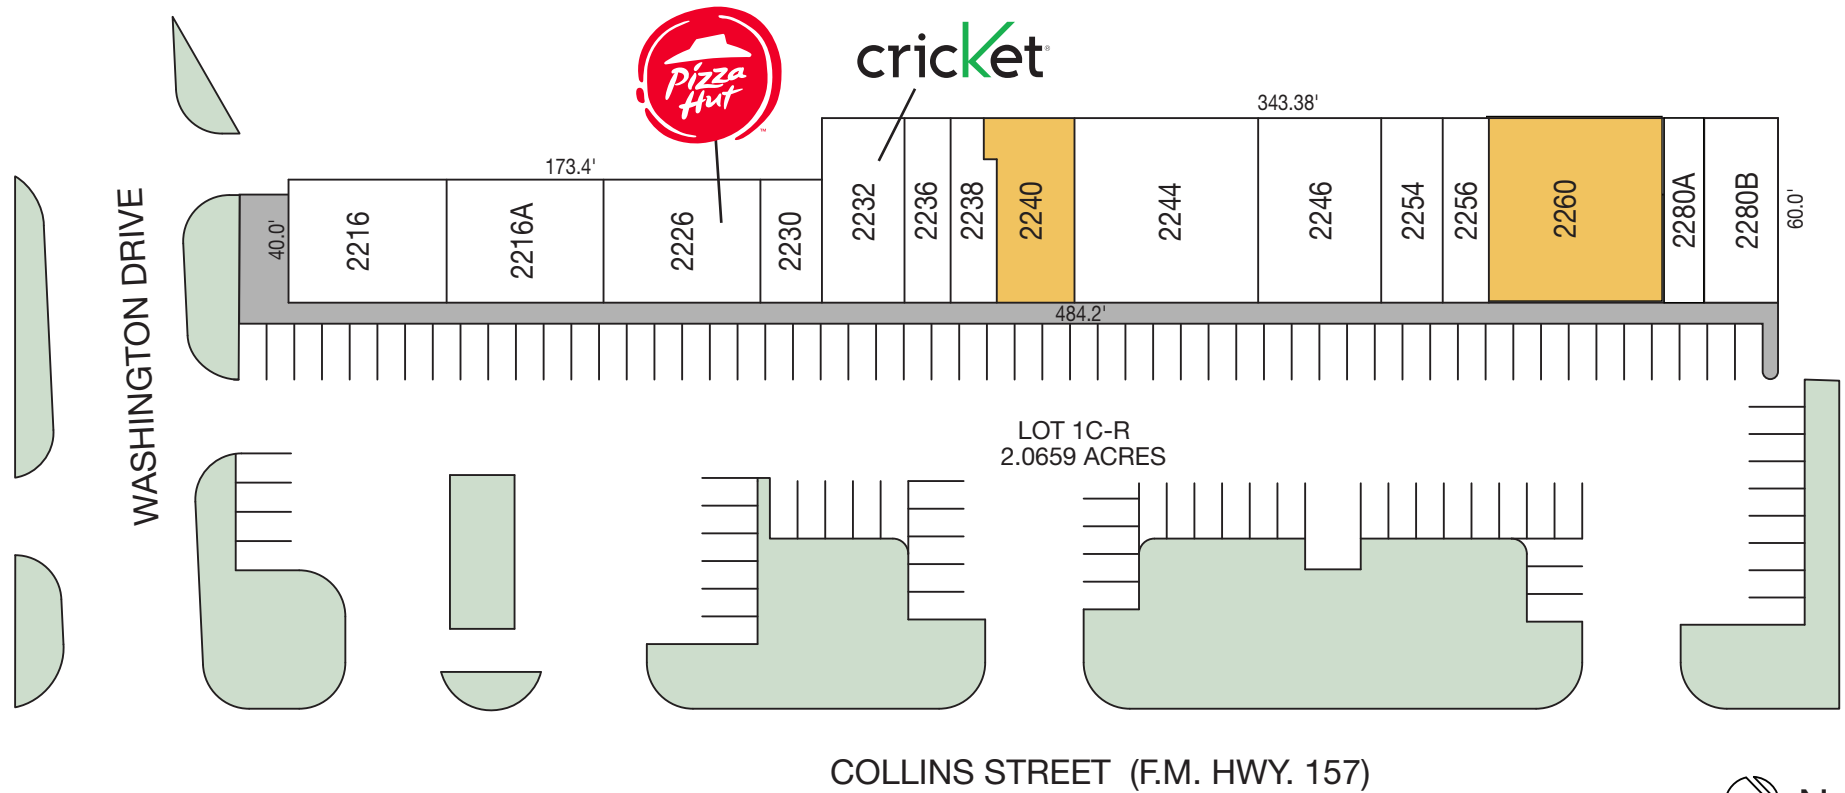 Pizza
Hut
™
cricket
343.38'
173.4'
WASHINGTON DRIVE
40.0'
2216
2216A
2226
2230
2232
2236
2238
2240
2244
2246
2254
2256
2260
2280A
2280B
60.0'
484.2'
LOT 1C-R
2.0659 ACRES
COLLINS STREET (F.M. HWY. 157)